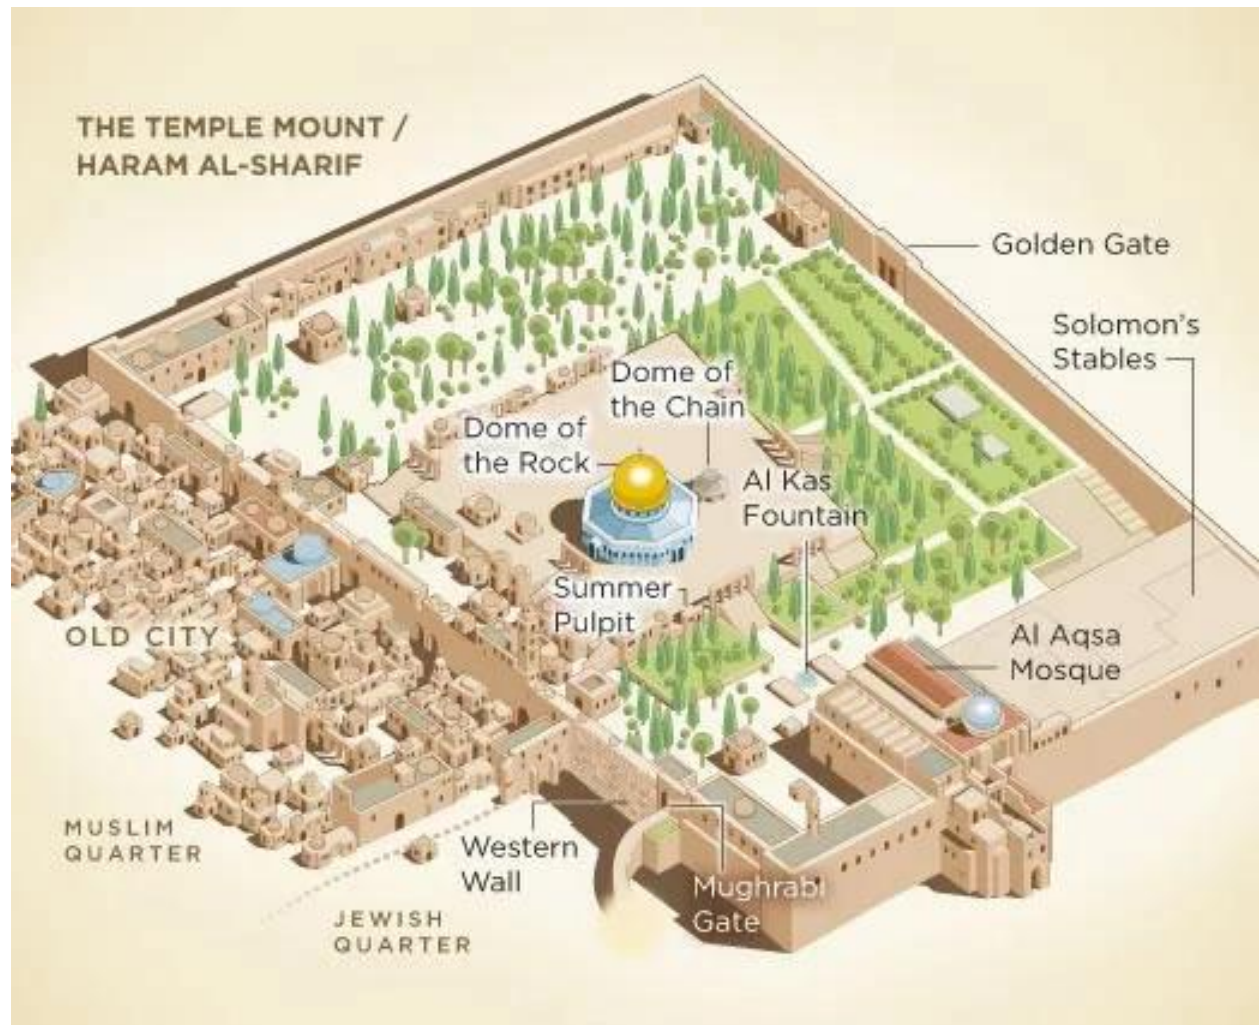 THE TEMPLE MOUNT /
HARAM AL-SHARIF
Golden Gate
Solomon's
Stables
Dome of
the Chain
Dome of
the Rock
Al Kas
Fountain
Summer
Pulpit
OLD CITY
Al Aqsa
Mosque
MUSLIM
QUARTER
Western
Wall
Mughrabi
Gate
JEWISH
QUARTER